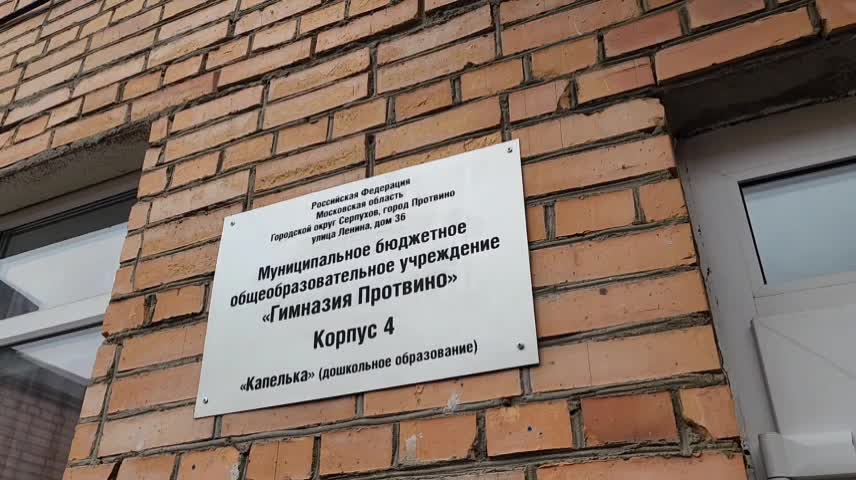 Российская Федерация
Московская область
Городской округ Серпухов, город Протвино
улица Ленина, дом 36
Муниципальное бюджетное
общеобразовательное учреждение
«Гимназия Протвино»
Корпус 4
«Капелька» (дошкольное образование)